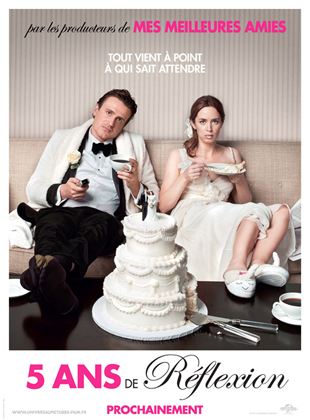 par les producteurs de MES MEILLEURES AMIES
TOUT VIENT À POINT
À QUI SAIT ATTENDRE
5 ANS DE Réflexion
PROCHAINEMENT